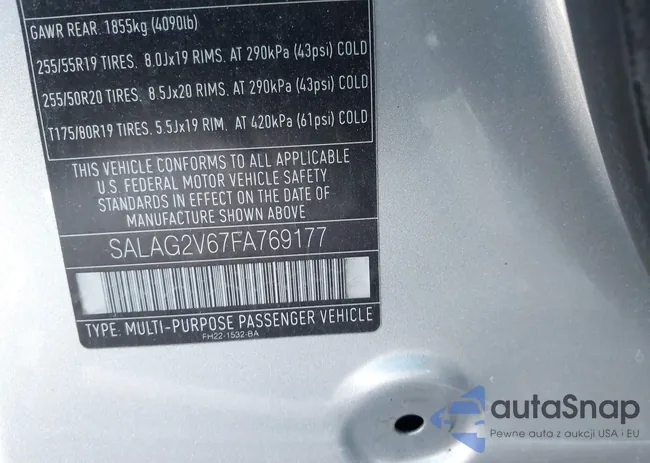 GAWR REAR. 1855kg (4090lb)
255/55R19 TIRES. 8.0Jx19 RIMS. AT 290kPa (43psi) COLD
255/50R20 TIRES. 8.5Jx20 RIMS. AT 290kPa (43psi) COLD
T175/80R19 TIRES. 5.5Jx19 RIM. AT 420kPa (61psi) COLD
THIS VEHICLE CONFORMS TO ALL APPLICABLE
U.S. FEDERAL MOTOR VEHICLE SAFETY
STANDARDS IN EFFECT ON THE DATE OF
MANUFACTURE SHOWN ABOVE
SALAG2V67FA769177
TYPE: MULTI-PURPOSE PASSENGER VEHICLE
FH22-1532-BA
autoSnap
Pewne auta z aukcji USA i EU